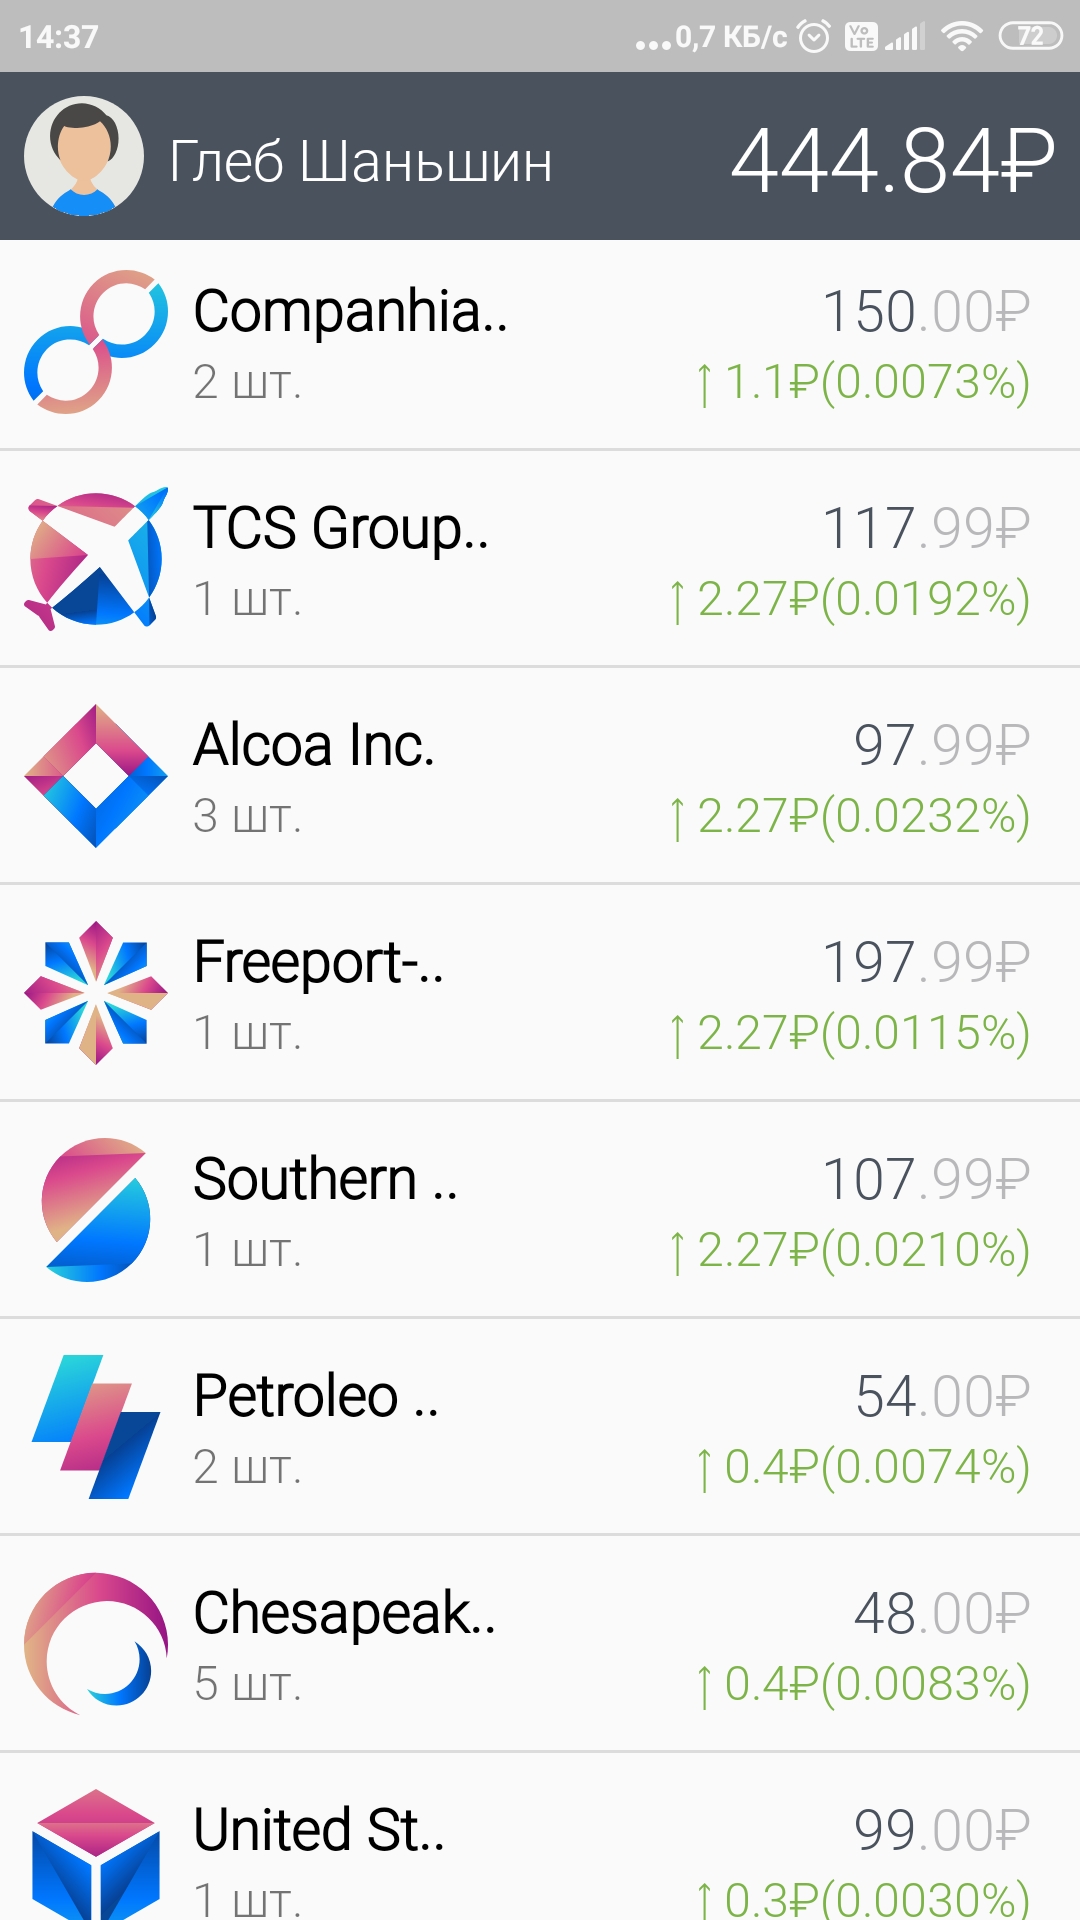 14:37 ...0,7 КБ/с Vo LTE 72
Глеб Шаньшин 444.84₽
Companhia.. 150.00₽
2 шт. ↑ 1.1₽(0.0073%)
TCS Group.. 117.99₽
1 шт. ↑ 2.27₽(0.0192%)
Alcoa Inc. 97.99₽
3 шт. ↑ 2.27₽(0.0232%)
Freeport-.. 197.99₽
1 шт. ↑ 2.27₽(0.0115%)
Southern .. 107.99₽
1 шт. ↑ 2.27₽(0.0210%)
Petroleo .. 54.00₽
2 шт. ↑ 0.4₽(0.0074%)
Chesapeak.. 48.00₽
5 шт. ↑ 0.4₽(0.0083%)
United St.. 99.00₽
1 шт. ↑ 0.3₽(0.0030%)